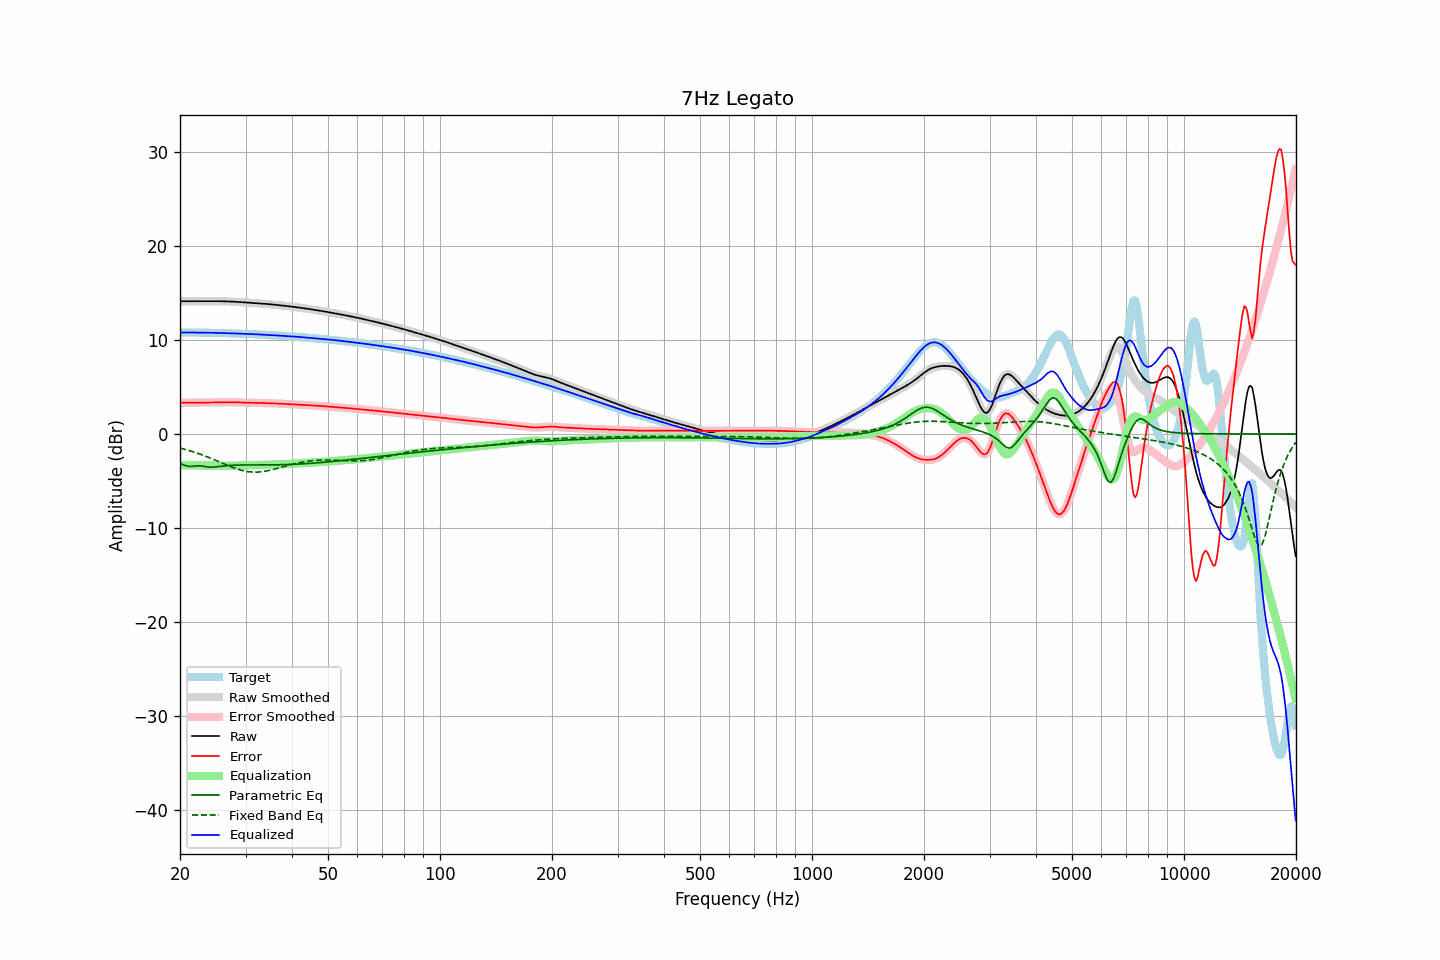 7Hz Legato
30
20
10
0
−10
−20
−30
−40
Amplitude (dBr)
Target
Raw Smoothed
Error Smoothed
Raw
Error
Equalization
Parametric Eq
Fixed Band Eq
Equalized
20 50 100 200 500 1000 2000 5000 10000 20000
Frequency (Hz)